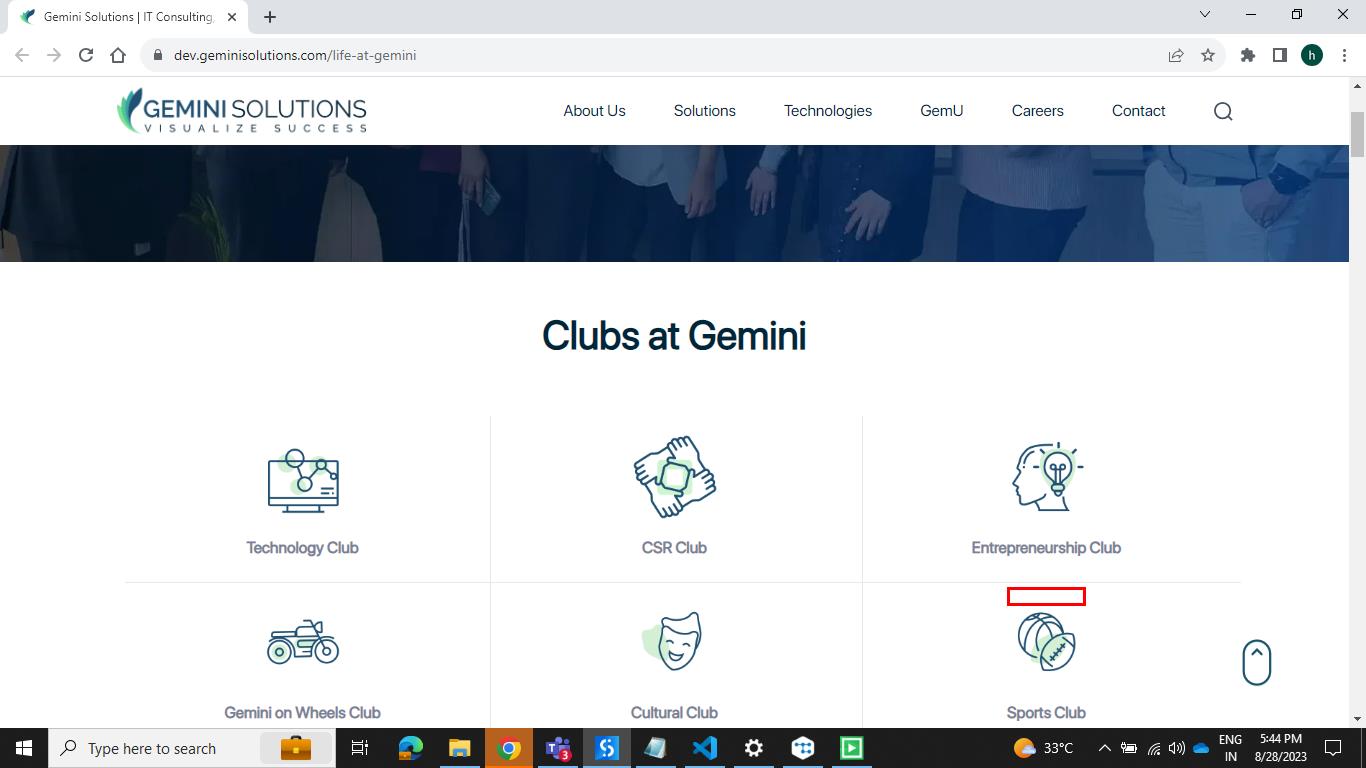 Gemini Solutions | IT Consulting,
dev.geminisolutions.com/life-at-gemini
h
GEMINI SOLUTIONS
VISUALIZE SUCCESS
About Us
Solutions
Technologies
GemU
Careers
Contact
Clubs at Gemini
Technology Club
CSR Club
Entrepreneurship Club
Gemini on Wheels Club
Cultural Club
Sports Club
Type here to search
3
33°C
ENG
IN
5:44 PM
8/28/2023